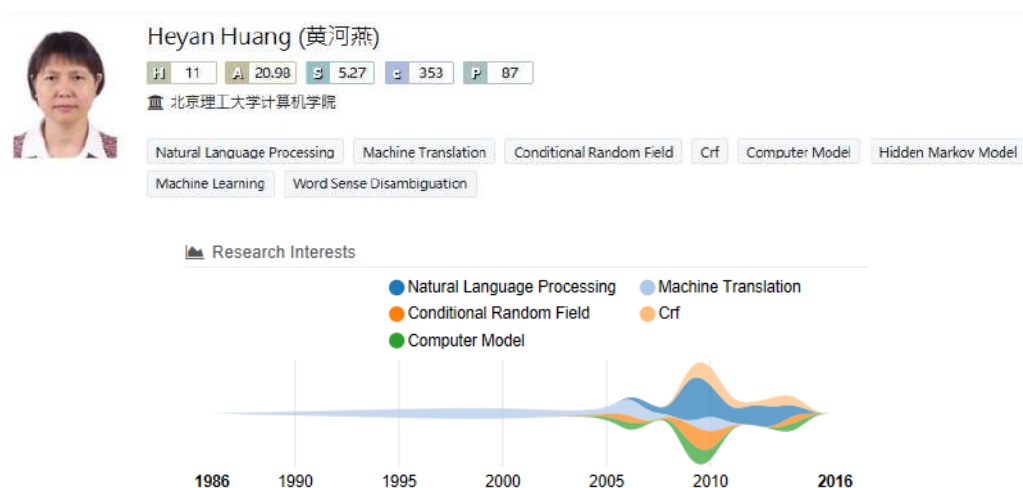 Heyan Huang (黄河燕)
H 11 A 20.98 S 5.27 c 353 P 87
北京理工大学计算机学院
Natural Language Processing Machine Translation Conditional Random Field Crf Computer Model Hidden Markov Model
Machine Learning Word Sense Disambiguation
Research Interests
Natural Language Processing Machine Translation
Conditional Random Field Crf
Computer Model
1986 1990 1995 2000 2005 2010 2016